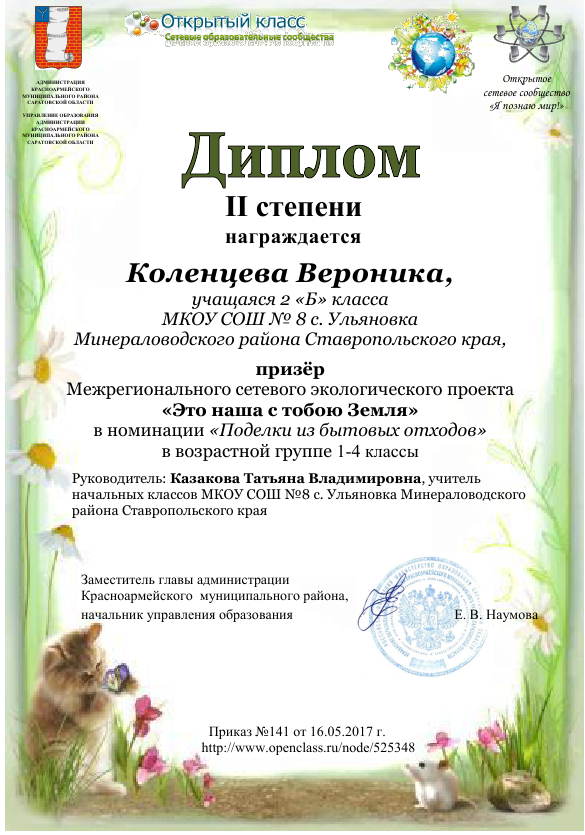 Открытый класс
Сетевые образовательные сообщества
АДМИНИСТРАЦИЯ
КРАСНОАРМЕЙСКОГО
МУНИЦИПАЛЬНОГО РАЙОНА
САРАТОВСКОЙ ОБЛАСТИ
УПРАВЛЕНИЕ ОБРАЗОВАНИЯ
АДМИНИСТРАЦИИ
КРАСНОАРМЕЙСКОГО
МУНИЦИПАЛЬНОГО РАЙОНА
САРАТОВСКОЙ ОБЛАСТИ
Открытое
сетевое сообщество
«Я познаю мир!»
Диплом
II степени
награждается
Коленцева Вероника,
учащаяся 2 «Б» класса
МКОУ СОШ № 8 с. Ульяновка
Минераловодского района Ставропольского края,
призёр
Межрегионального сетевого экологического проекта
«Это наша с тобою Земля»
в номинации «Поделки из бытовых отходов»
в возрастной группе 1-4 классы
Руководитель: Казакова Татьяна Владимировна, учитель
начальных классов МКОУ СОШ №8 с. Ульяновка Минераловодского
района Ставропольского края
Заместитель главы администрации
Красноармейского муниципального района,
начальник управления образования
Е. В. Наумова
Приказ №141 от 16.05.2017 г.
http://www.openclass.ru/node/525348